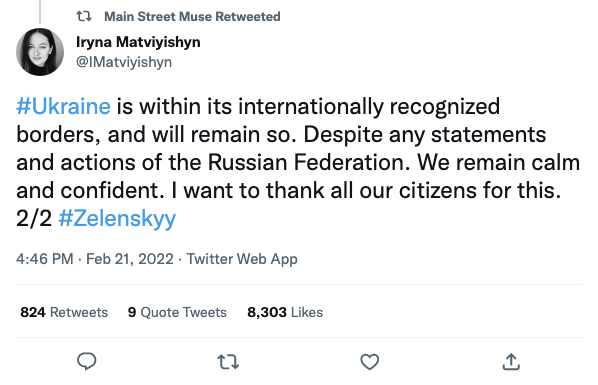 Main Street Muse Retweeted
Iryna Matviyishyn
@IMatviyishyn
#Ukraine is within its internationally recognized
borders, and will remain so. Despite any statements
and actions of the Russian Federation. We remain calm
and confident. I want to thank all our citizens for this.
2/2 #Zelenskyy
4:46 PM · Feb 21, 2022 · Twitter Web App
824 Retweets 9 Quote Tweets 8,303 Likes